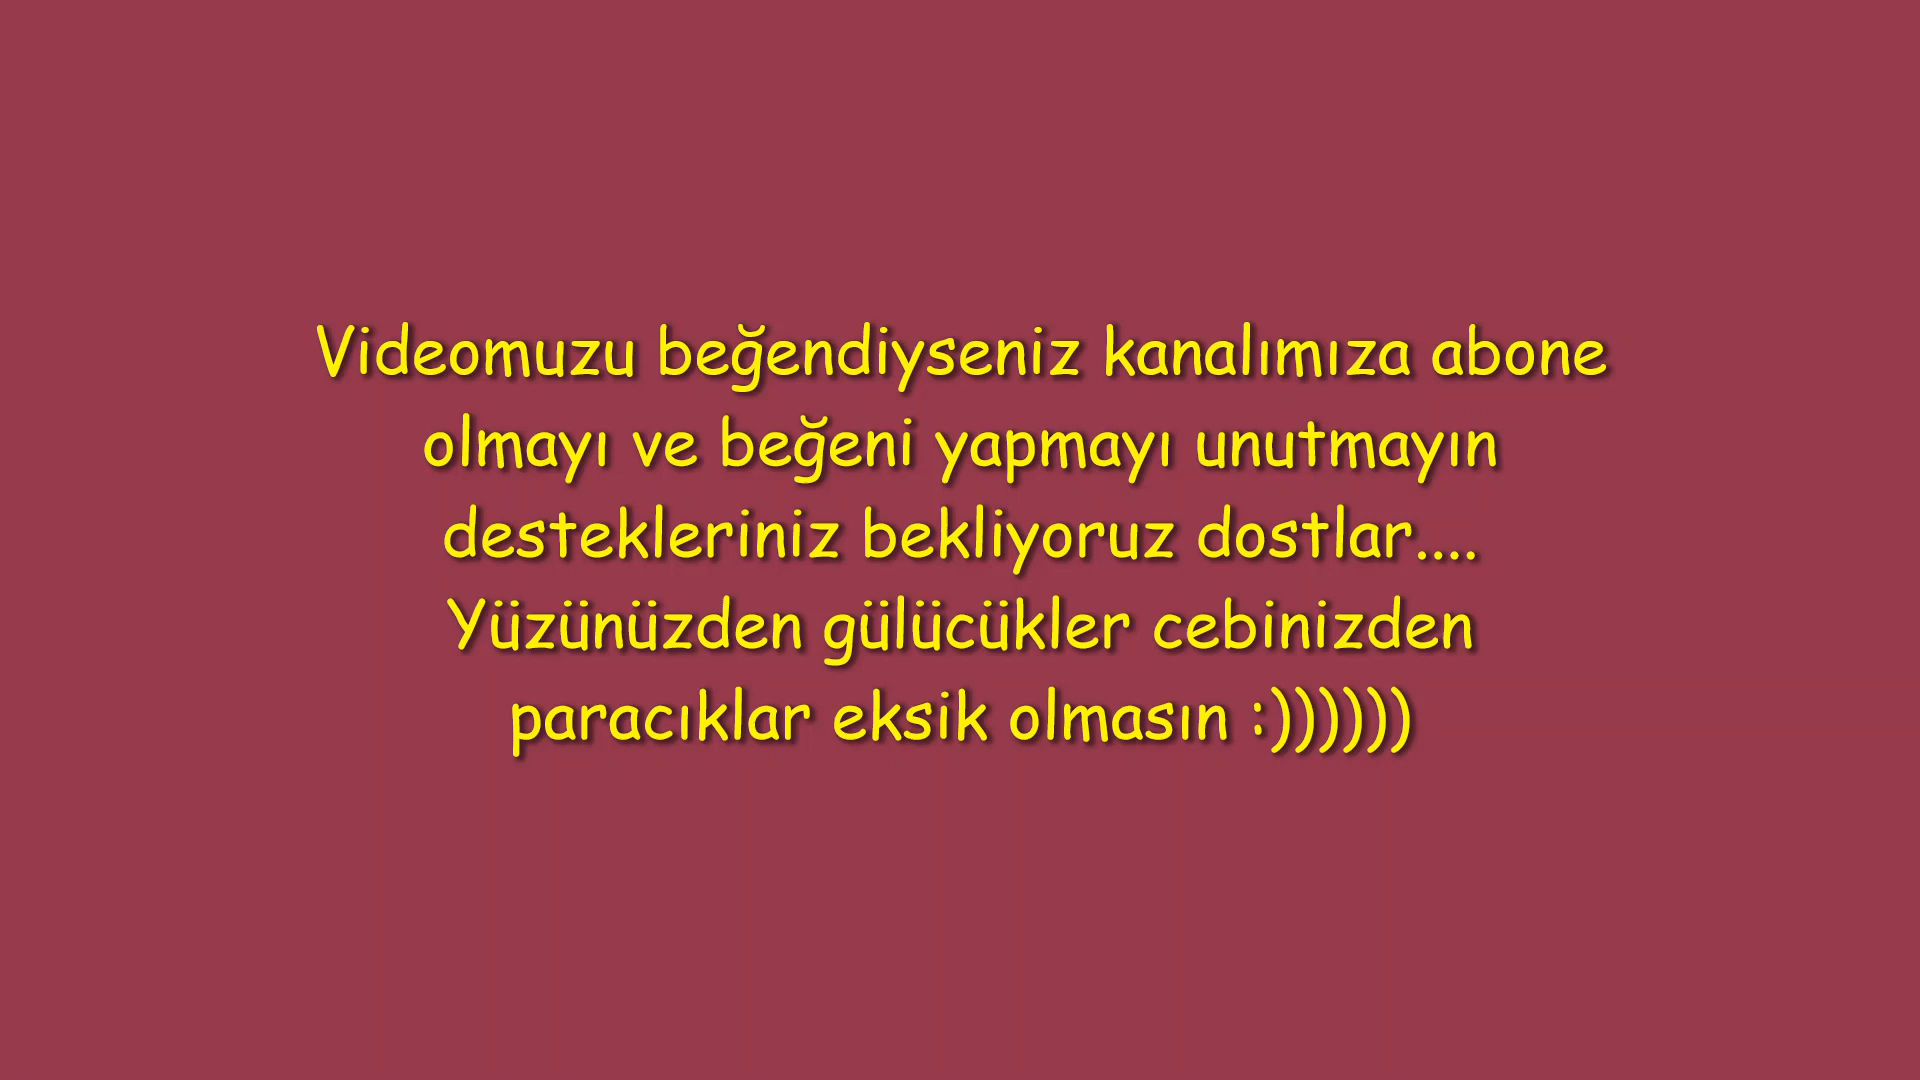 Videomuzu beğendiyseniz kanalımıza abone
olmayı ve beğeni yapmayı unutmayın
destekleriniz bekliyoruz dostlar....
Yüzünüzden gülücükler cebinizden
paracıklar eksik olmasın :))))))